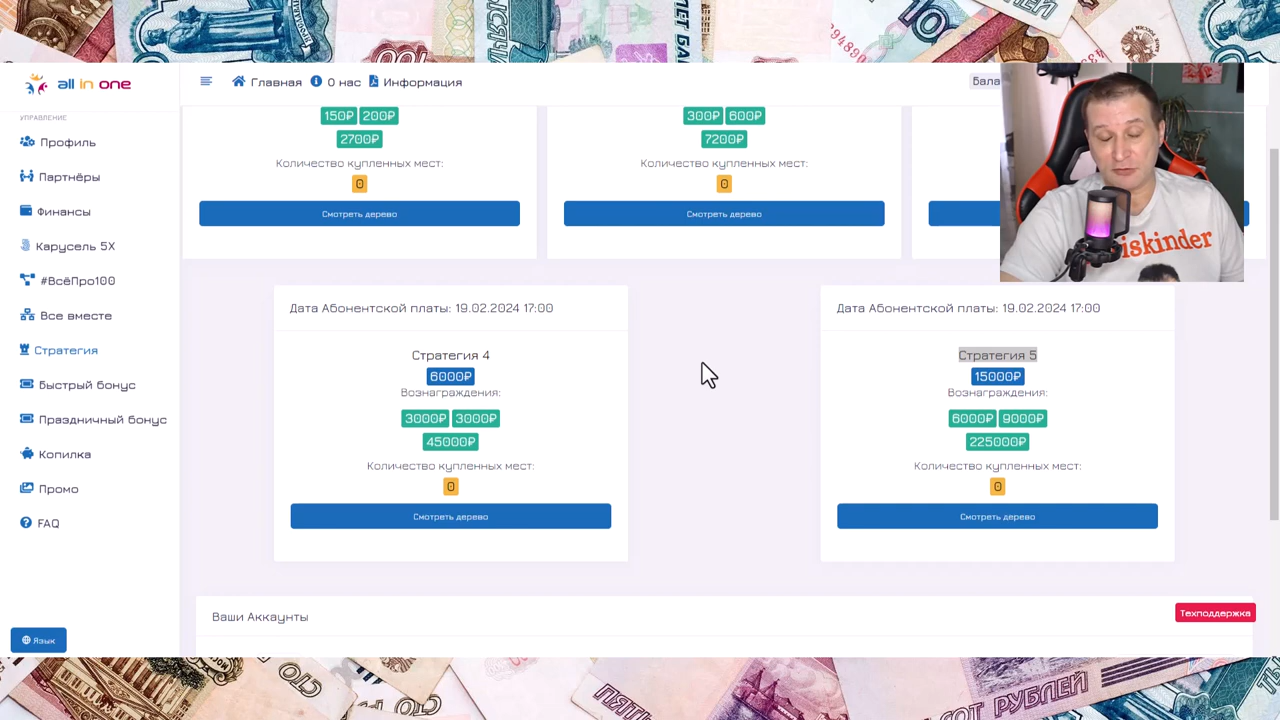 all in one
Главная
О нас
Информация
Бала
УПРАВЛЕНИЕ
Профиль
Партнёры
Финансы
Карусель 5X
#ВсёПро100
Все вместе
Стратегия
Быстрый бонус
Праздничный бонус
Копилка
Промо
FAQ
Язык
150₽ 200₽
2700₽
Количество купленных мест:
0
Смотреть дерево
300₽ 600₽
7200₽
Количество купленных мест:
0
Смотреть дерево
iskinder
Дата Абонентской платы: 19.02.2024 17:00
Стратегия 4
6000₽
Вознаграждения:
3000₽ 3000₽
45000₽
Количество купленных мест:
0
Смотреть дерево
Дата Абонентской платы: 19.02.2024 17:00
Стратегия 5
15000₽
Вознаграждения:
6000₽ 9000₽
225000₽
Количество купленных мест:
0
Смотреть дерево
Ваши Аккаунты
Техподдержка
СТО
ПЯТЬ
СОТ РУБЛЕЙ